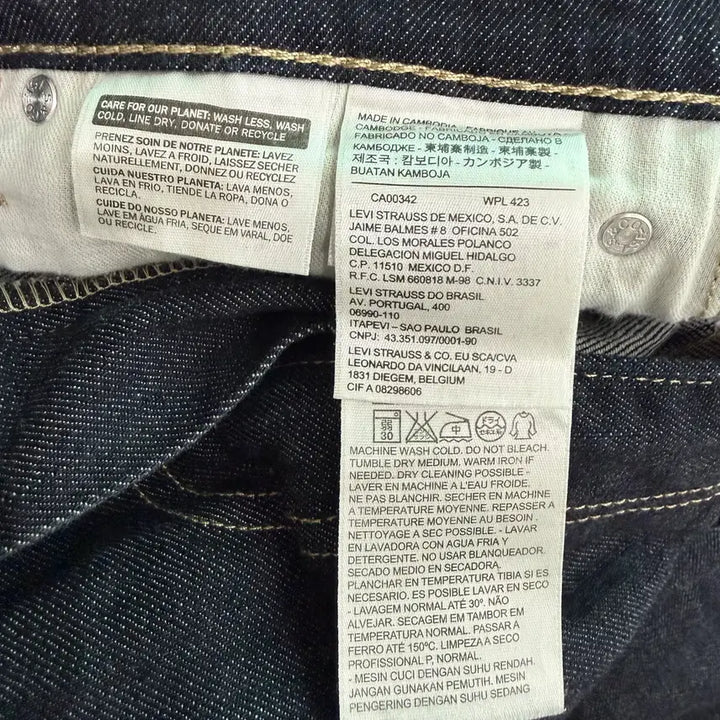 CARE FOR OUR PLANET: WASH LESS, WASH
COLD, LINE DRY, DONATE OR RECYCLE
PRENEZ SOIN DE NOTRE PLANETE: LAVEZ
MOINS, LAVEZ A FROID, LAISSEZ SÉCHER
NATURELLEMENT, DONNEZ OU RECYCLEZ
CUIDA NUESTRO PLANETA: LAVA MENOS,
LAVA EN FRIO, TIENDE LA ROPA, DONA O
RECICLA.
CUIDE DO NOSSO PLANETA: LAVE MENOS,
LAVE EM ÁGUA FRIA, SEQUE EM VARAL, DOE
OU RECICLE.
MADE IN CAMBODIA
FABRICADO NO CAMBOJA - СДЕЛАНО В
КАМБОДЖЕ - 柬埔寨制造 - 柬埔寨製
제조국 : 캄보디아 - カンボジア製 -
BUATAN KAMBOJA
CA00342 WPL 423
LEVI STRAUSS DE MEXICO, S.A. DE C.V.
JAIME BALMES # 8 OFICINA 502
COL. LOS MORALES POLANCO
DELEGACION MIGUEL HIDALGO
C.P. 11510 MEXICO D.F.
R.F.C. LSM 660818 M-98 C.N.I.V. 3337
LEVI STRAUSS DO BRASIL
AV. PORTUGAL, 400
06990-110
ITAPEVI – SAO PAULO BRASIL
CNPJ: 43.351.097/0001-90
LEVI STRAUSS & CO. EU SCA/CVA
LEONARDO DA VINCILAAN, 19 - D
1831 DIEGEM, BELGIUM
CIF A 08298606
30 中 ドライ
MACHINE WASH COLD. DO NOT BLEACH.
TUMBLE DRY MEDIUM. WARM IRON IF
NEEDED. DRY CLEANING POSSIBLE -
LAVER EN MACHINE A L'EAU FROIDE.
NE PAS BLANCHIR. SECHER EN MACHINE
A TEMPERATURE MOYENNE. REPASSER A
TEMPERATURE MOYENNE AU BESOIN .
NETTOYAGE A SEC POSSIBLE - LAVAR
EN LAVADORA CON AGUA FRIA Y
DETERGENTE. NO USAR BLANQUEADOR.
SECADO MEDIO EN SECADORA.
PLANCHAR EN TEMPERATURA TIBIA SI ES
NECESARIO. ES POSIBLE LAVAR EN SECO
- LAVAGEM NORMAL ATÉ 30º. NÃO
ALVEJAR. SECAGEM EM TAMBOR EM
TEMPERATURA NORMAL. PASSAR A
FERRO ATÉ 150ºC. LIMPEZA A SECO
PROFISSIONAL P, NORMAL.
- MESIN CUCI DENGAN SUHU RENDAH.
JANGAN GUNAKAN PEMUTIH. MESIN
PENGERING DENGAN SUHU SEDANG